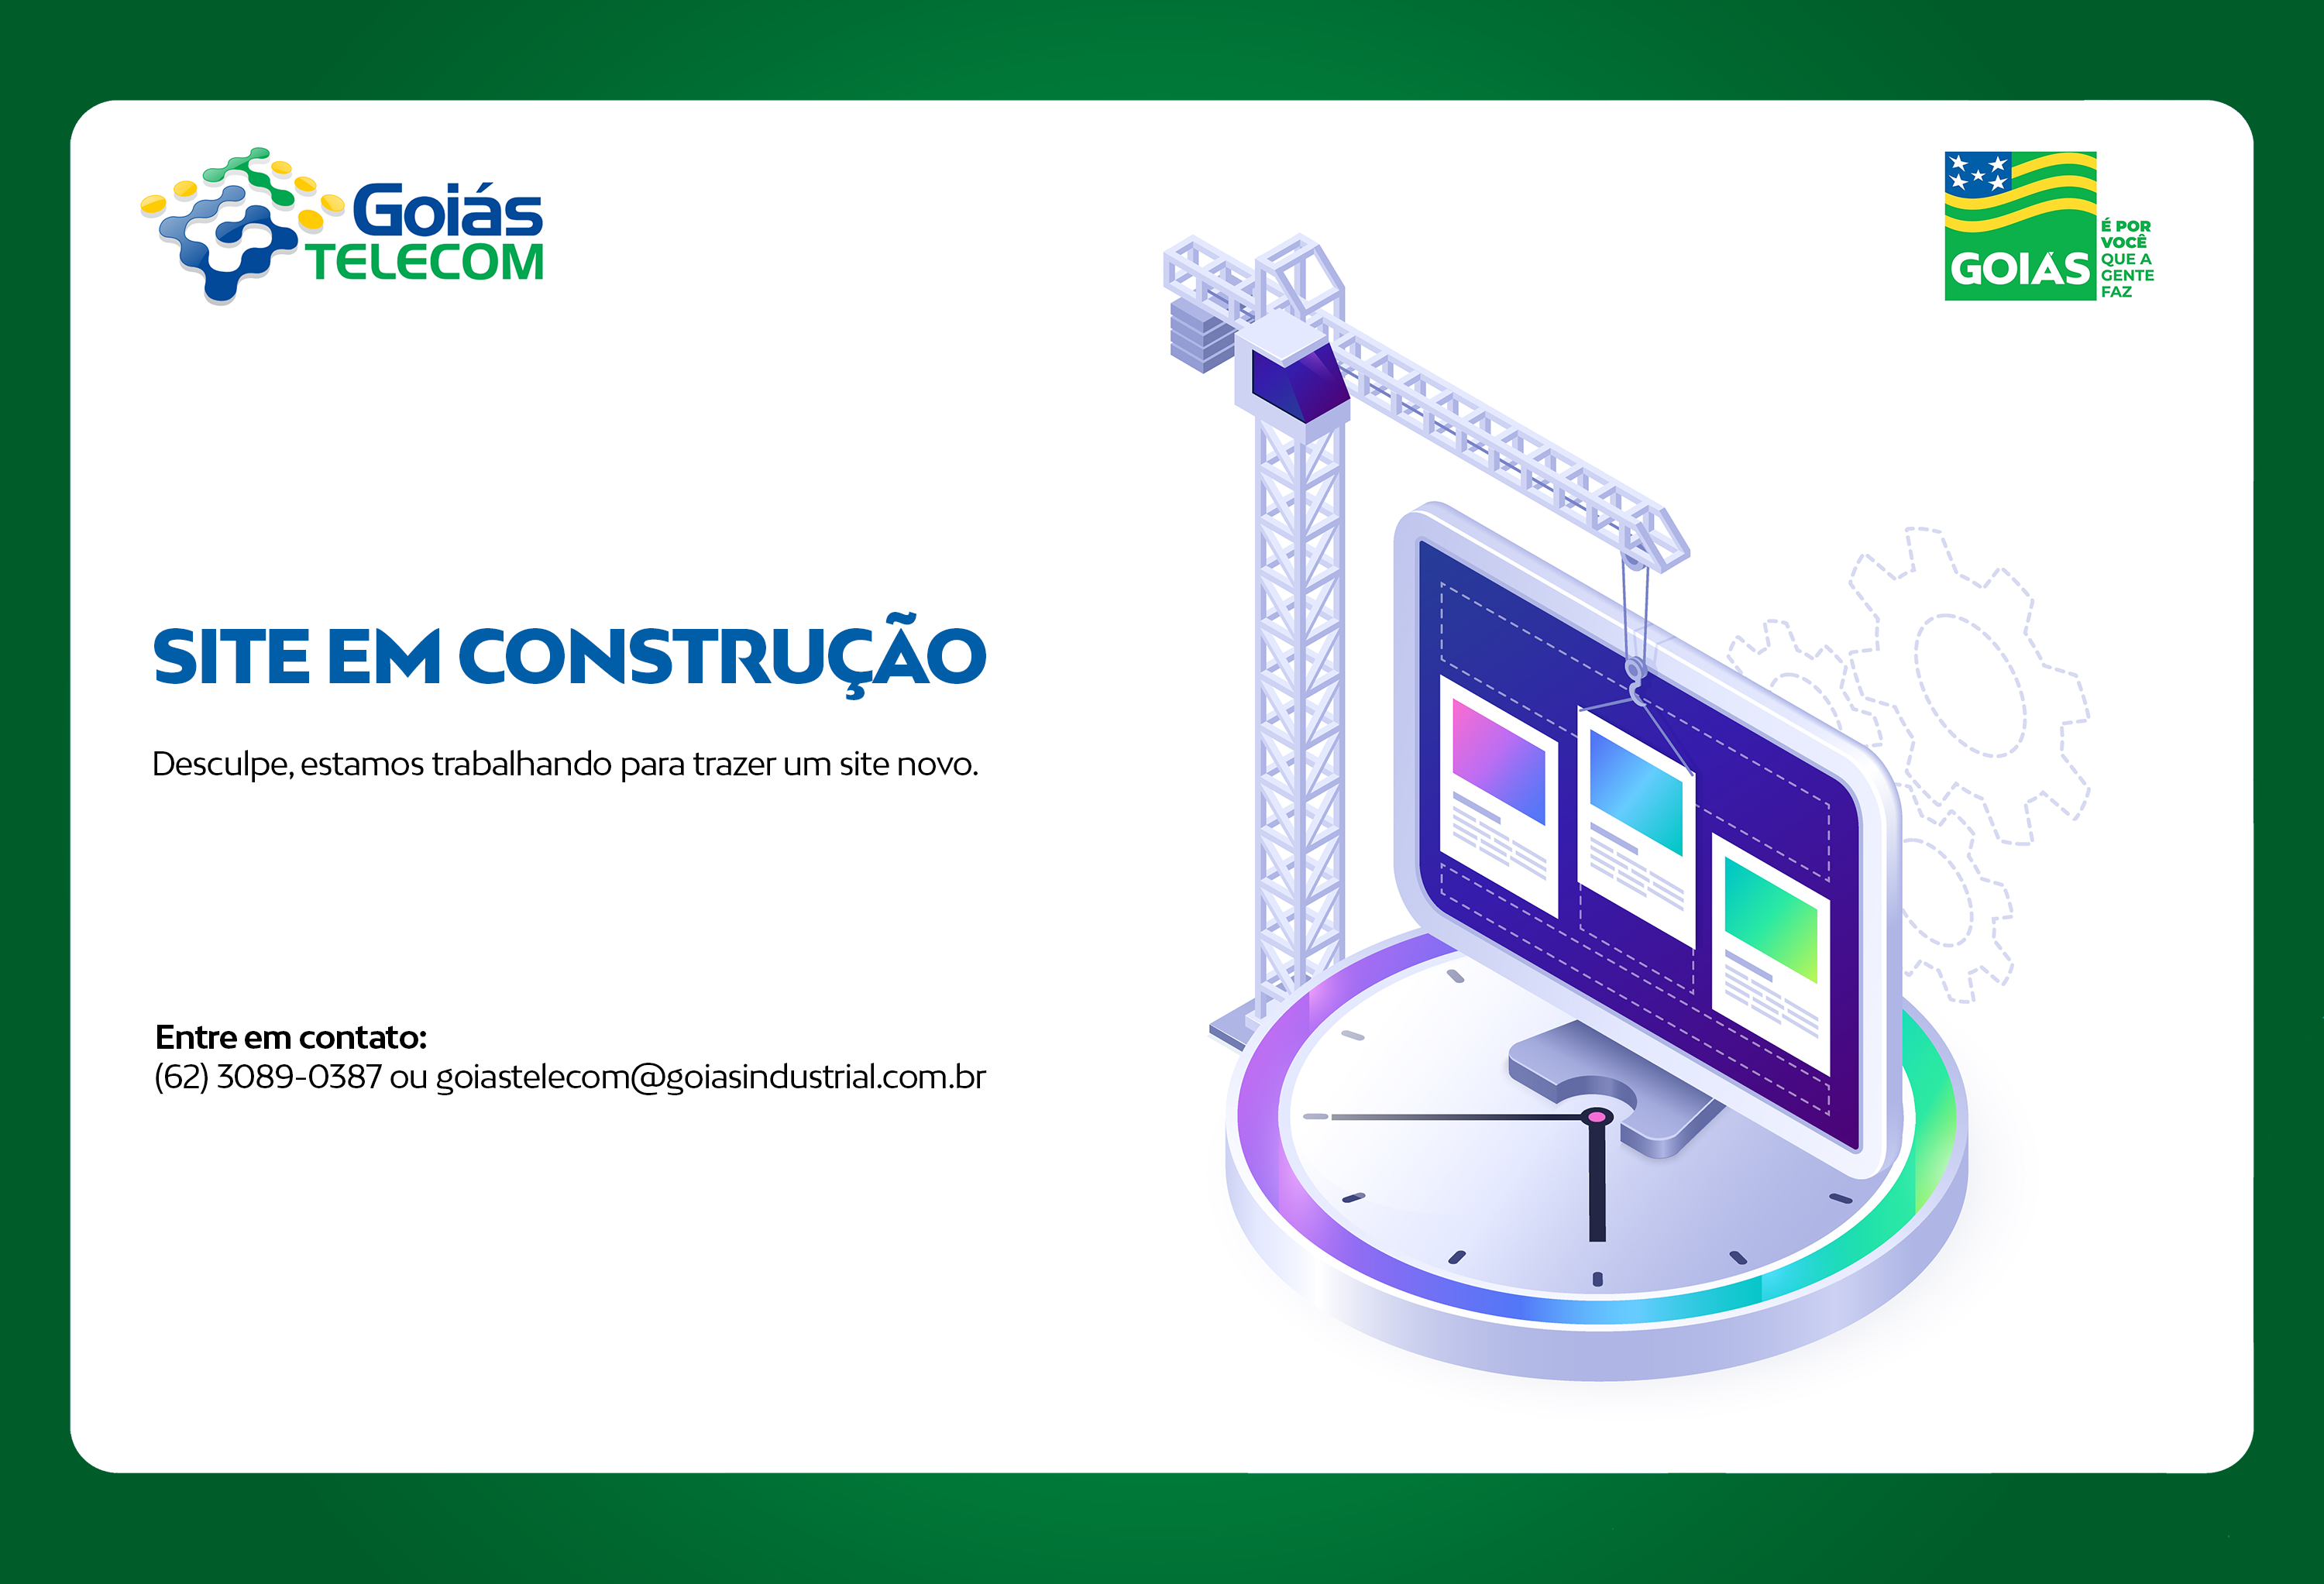 Goiás
TELECOM
GOIÁS
É POR
VOCÊ
QUE A
GENTE
FAZ
SITE EM CONSTRUÇÃO
Desculpe, estamos trabalhando para trazer um site novo.
Entre em contato:
(62) 3089-0387 ou goiastelecom@goiasindustrial.com.br